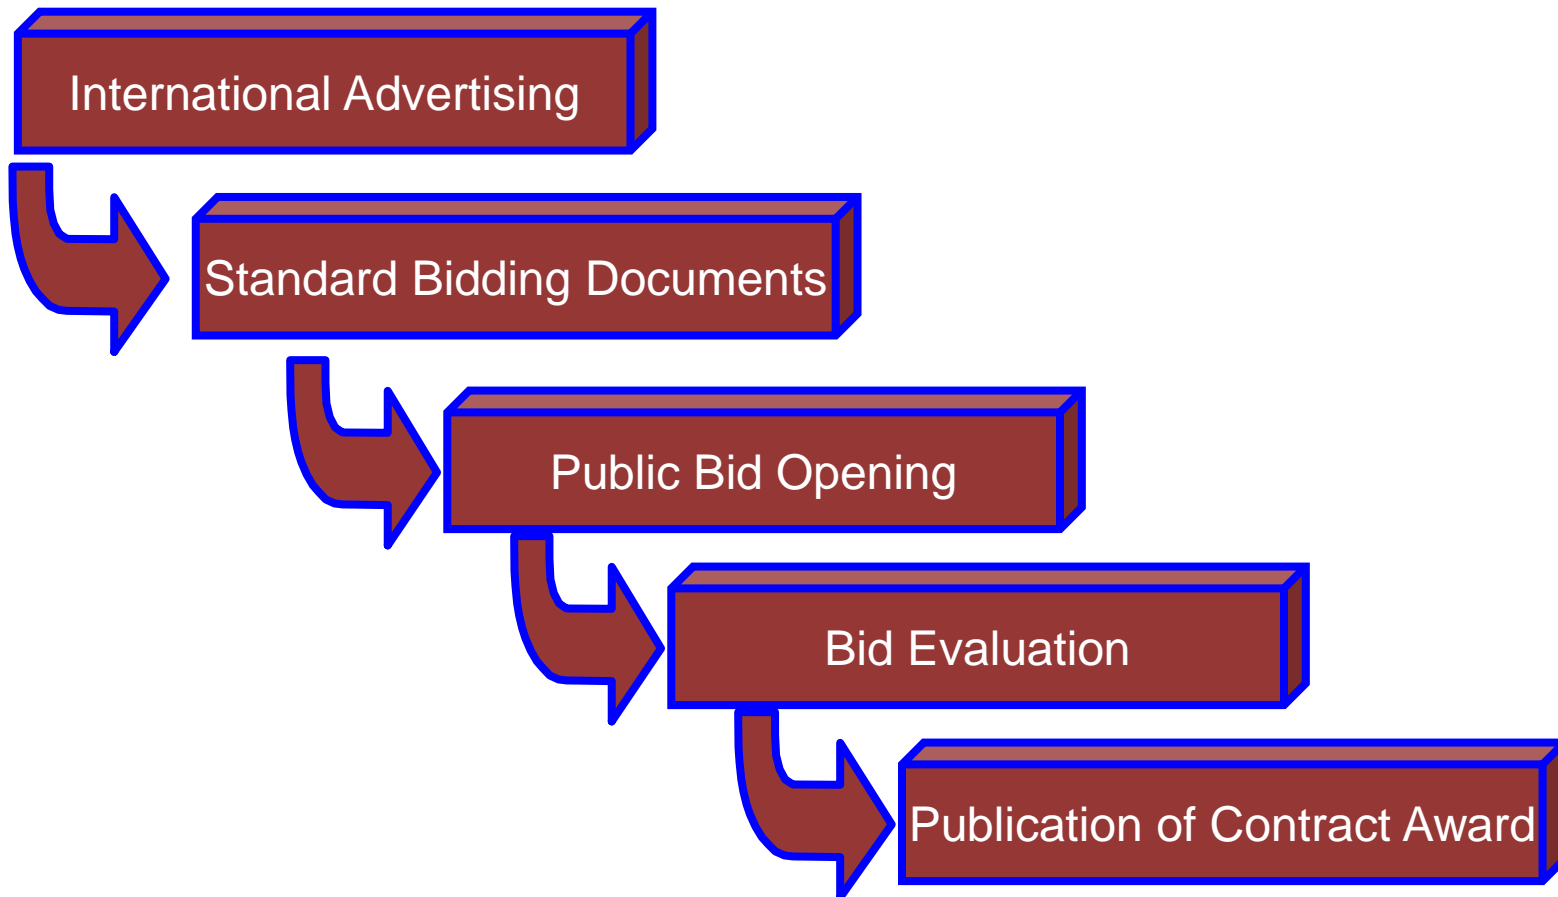 International Advertising
Standard Bidding Documents
Public Bid Opening
Bid Evaluation
Publication of Contract Award